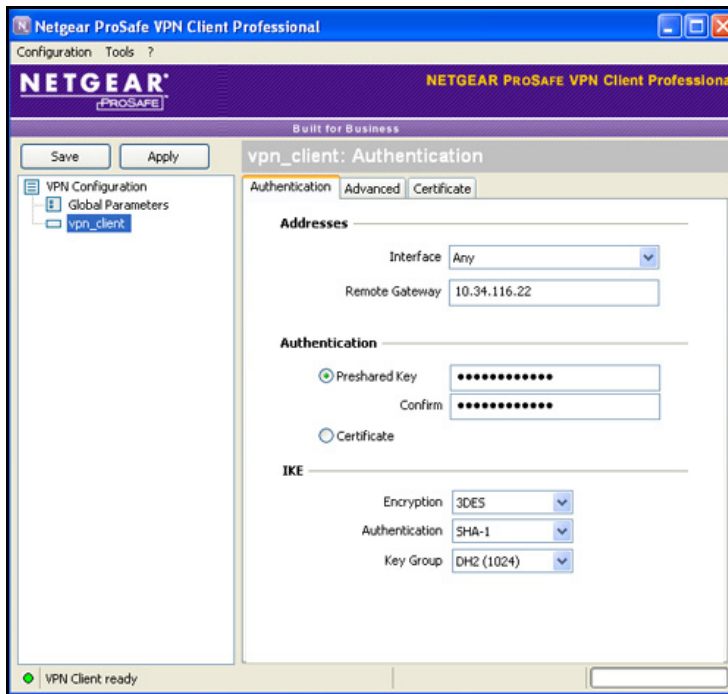 N Netgear ProSafe VPN Client Professional
Configuration Tools ?
NETGEAR
PROSAFE
NETGEAR PROSAFE VPN Client Professiona
Built for Business
Save Apply
vpn_client: Authentication
VPN Configuration
Global Parameters
vpn_client
Authentication Advanced Certificate
Addresses
Interface Any
Remote Gateway 10.34.116.22
Authentication
Preshared Key ••••••••••••
Confirm ••••••••••••
Certificate
IKE
Encryption 3DES
Authentication SHA-1
Key Group DH2 (1024)
VPN Client ready